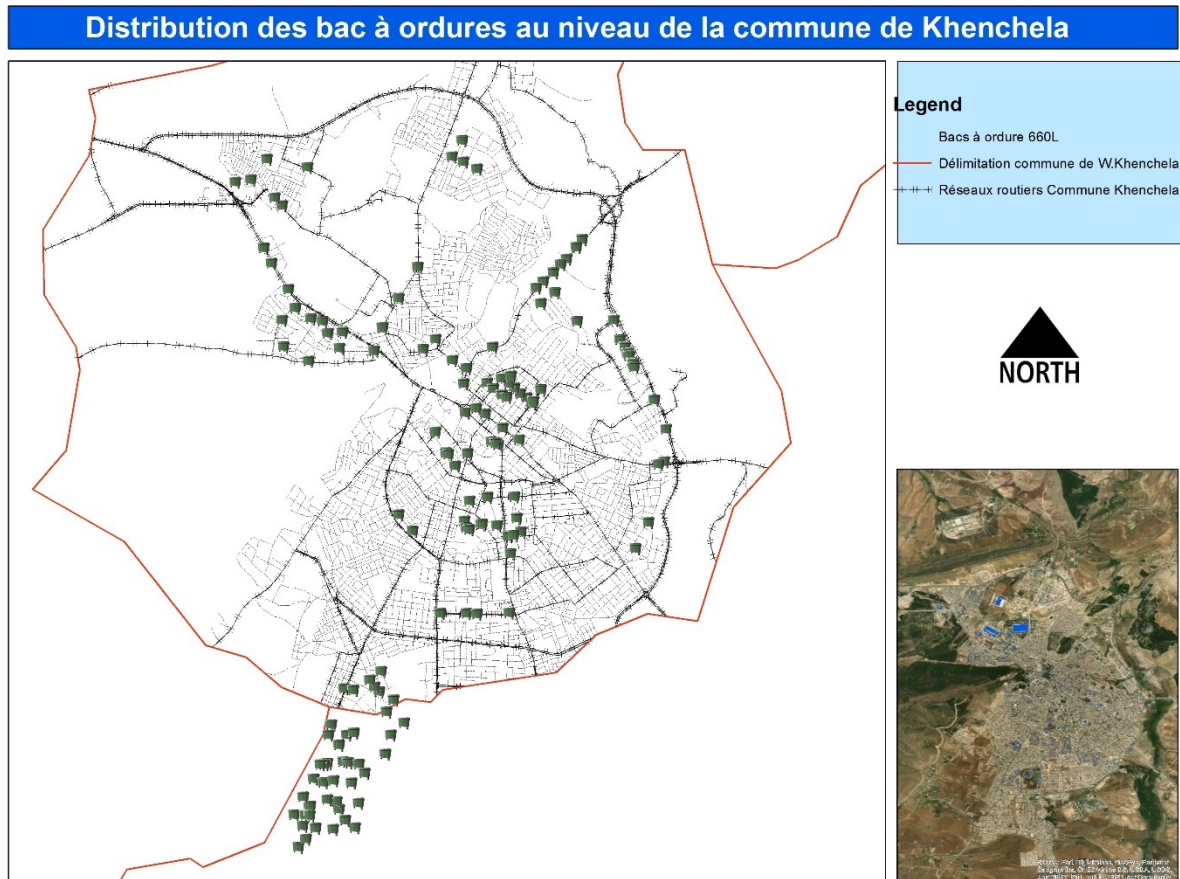 Distribution des bac à ordures au niveau de la commune de Khenchela
Legend
Bacs à ordure 660L
Délimitation commune de W.Khenchela
Réseaux routiers Commune Khenchela
NORTH